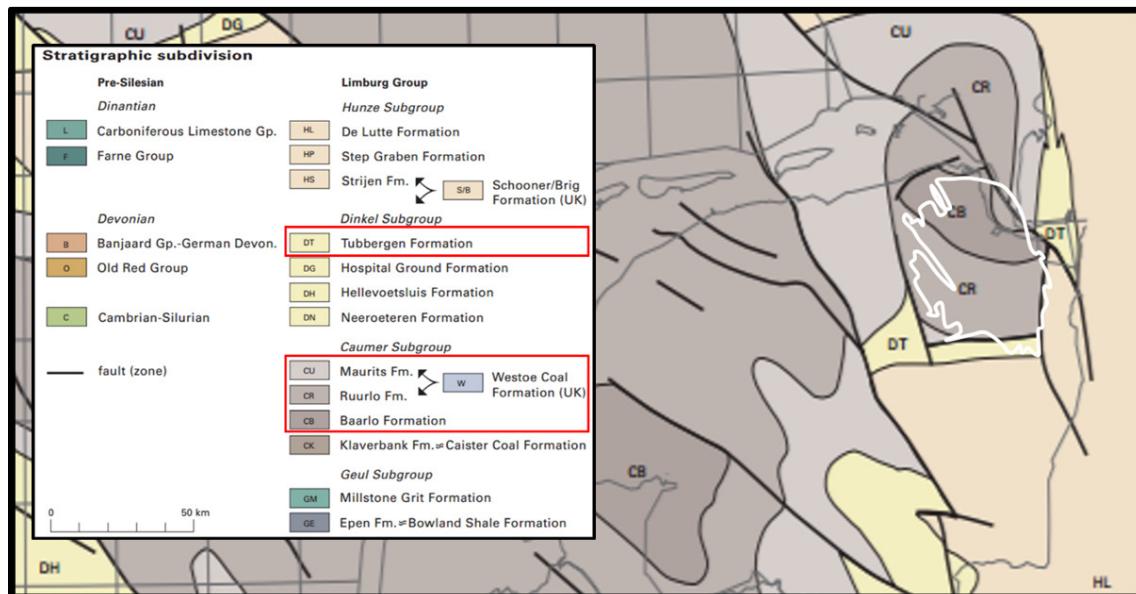 Stratigraphic subdivision
Pre-Silesian
Dinantian
L Carboniferous Limestone Gp.
F Farne Group
Devonian
B Banjaard Gp.-German Devon.
O Old Red Group
C Cambrian-Silurian
fault (zone)
0 50 km
Limburg Group
Hunze Subgroup
HL De Lutte Formation
HP Step Graben Formation
HS Strijen Fm.
S/B Schooner/Brig
Formation (UK)
Dinkel Subgroup
DT Tubbergen Formation
DG Hospital Ground Formation
DH Hellevoetsluis Formation
DN Neeroeteren Formation
Caumer Subgroup
CU Maurits Fm.
W Westoe Coal
Formation (UK)
CR Ruurlo Fm.
CB Baarlo Formation
CK Klaverbank Fm.≈Caister Coal Formation
Geul Subgroup
GM Millstone Grit Formation
GE Epen Fm.≈Bowland Shale Formation
CU
DG
CU
CR
CB
DT
CR
DT
CB
DH
HL